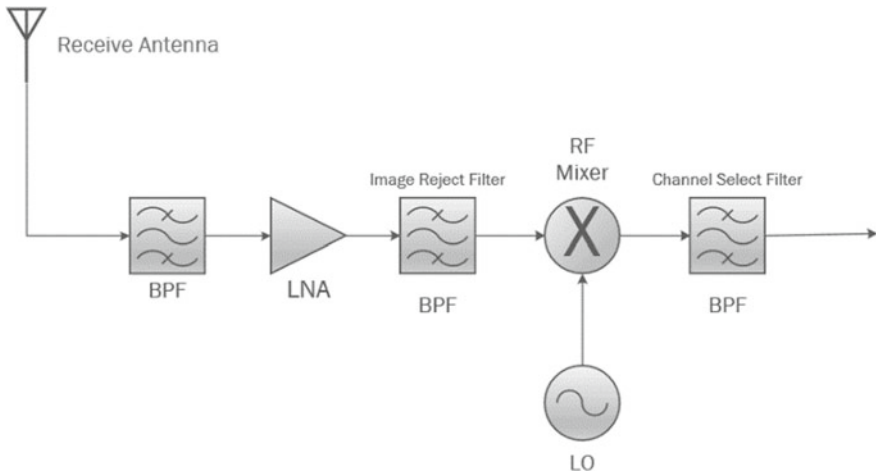 Receive Antenna
RF
Mixer
Image Reject Filter
Channel Select Filter
X
BPF
LNA
BPF
BPF
LO